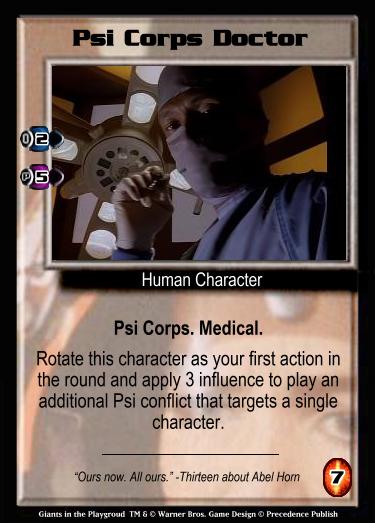 Psi Corps Doctor
2
5
Human Character
Psi Corps. Medical.
Rotate this character as your first action in
the round and apply 3 influence to play an
additional Psi conflict that targets a single
character.
“Ours now. All ours.” -Thirteen about Abel Horn
7
Giants in the Playgroud TM & © Warner Bros. Game Design © Precedence Publish